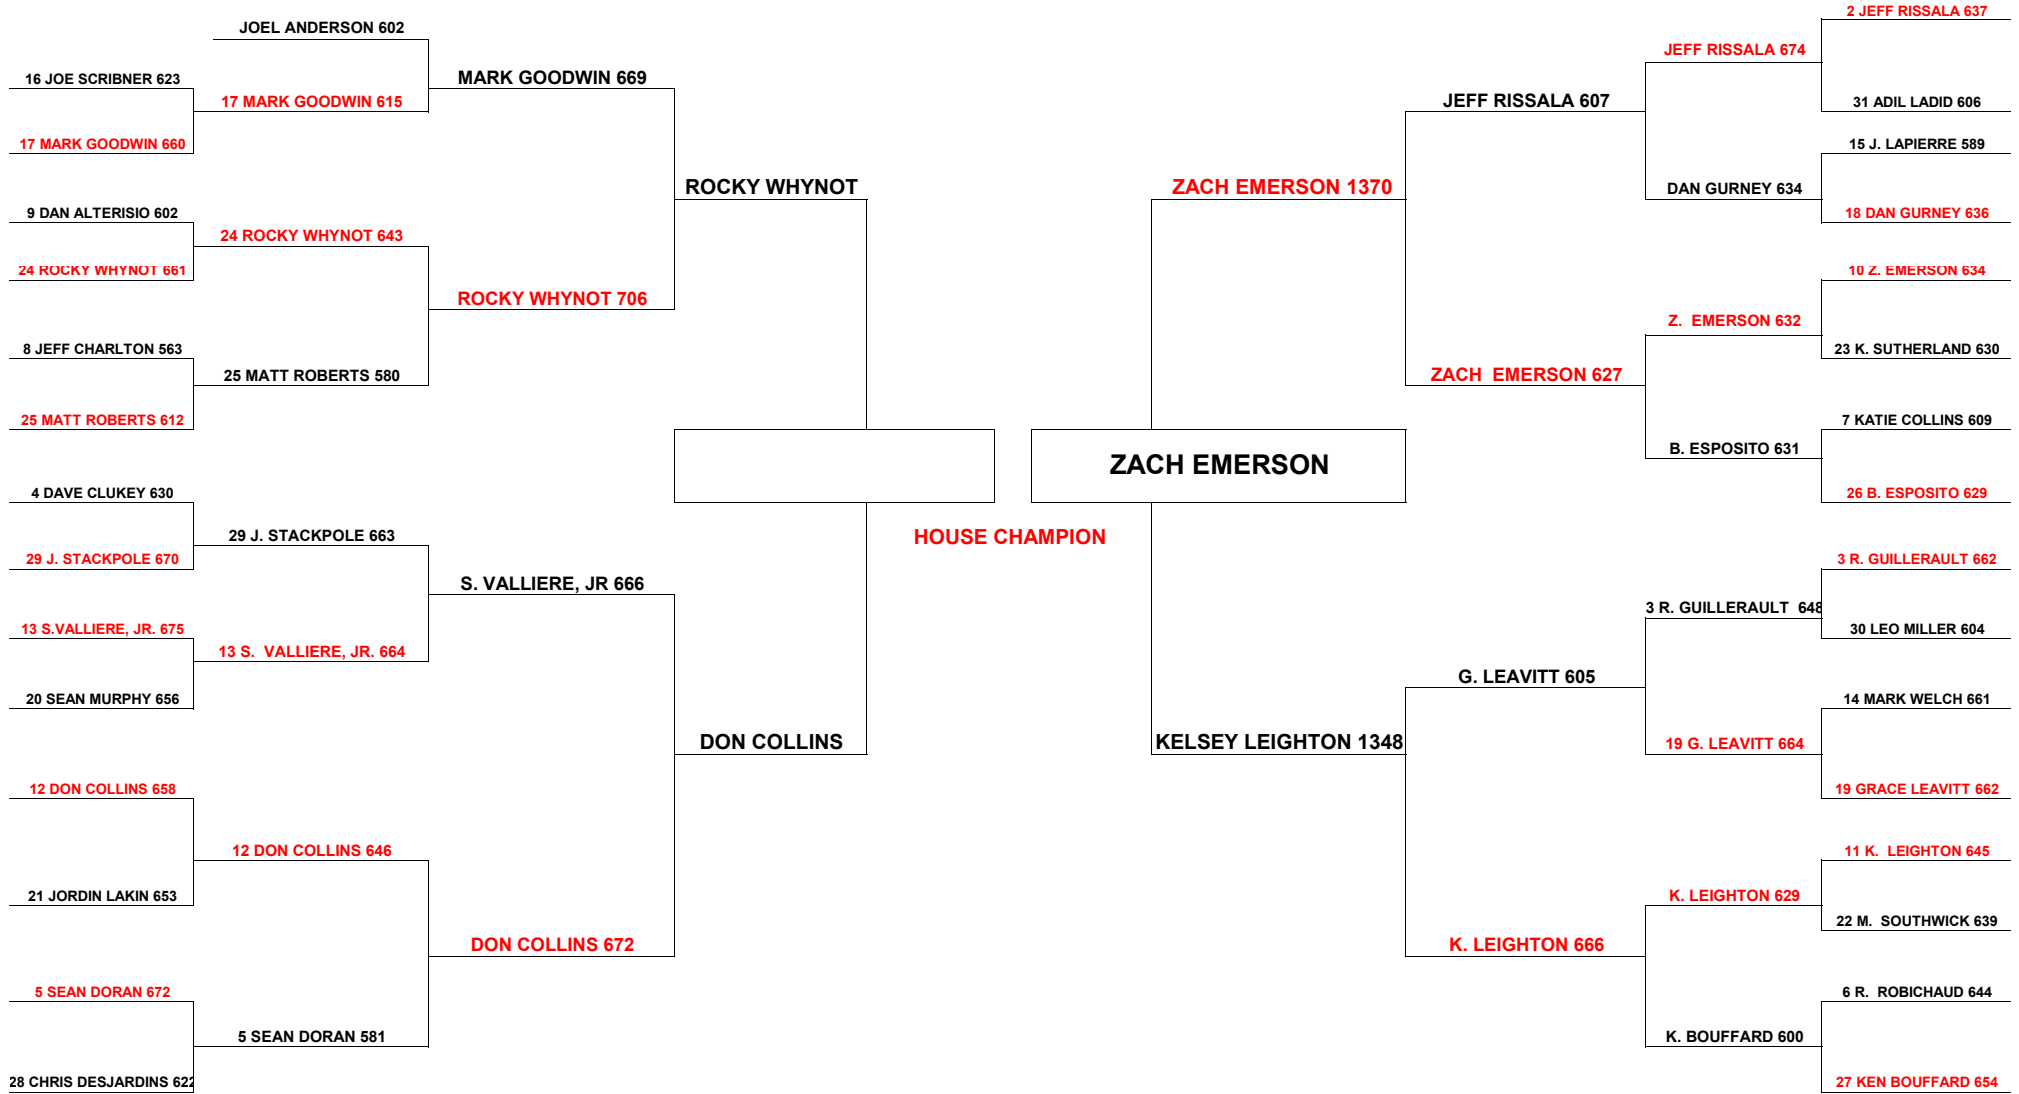 JOEL ANDERSON 602
16 JOE SCRIBNER 623
17 MARK GOODWIN 615
17 MARK GOODWIN 660
MARK GOODWIN 669
9 DAN ALTERISIO 602
24 ROCKY WHYNOT 643
24 ROCKY WHYNOT 661
ROCKY WHYNOT 706
8 JEFF CHARLTON 563
25 MATT ROBERTS 580
25 MATT ROBERTS 612
ROCKY WHYNOT
4 DAVE CLUKEY 630
29 J. STACKPOLE 663
29 J. STACKPOLE 670
S. VALLIERE, JR 666
13 S.VALLIERE, JR. 675
13 S.  VALLIERE, JR. 664
20 SEAN MURPHY 656
DON COLLINS
12 DON COLLINS 658
12 DON COLLINS 646
21 JORDIN LAKIN 653
DON COLLINS 672
5 SEAN DORAN 672
5 SEAN DORAN 581
28 CHRIS DESJARDINS 622
ZACH EMERSON
HOUSE CHAMPION
2 JEFF RISSALA 637
JEFF RISSALA 674
31 ADIL LADID 606
JEFF RISSALA 607
15 J. LAPIERRE 589
DAN GURNEY 634
18 DAN GURNEY 636
ZACH EMERSON 1370
10 Z. EMERSON 634
Z.  EMERSON 632
23 K. SUTHERLAND 630
ZACH  EMERSON 627
7 KATIE COLLINS 609
B. ESPOSITO 631
26 B. ESPOSITO 629
3 R. GUILLERAULT 662
3 R. GUILLERAULT  648
30 LEO MILLER 604
G. LEAVITT 605
14 MARK WELCH 661
19 G. LEAVITT 664
19 GRACE LEAVITT 662
KELSEY LEIGHTON 1348
11 K.  LEIGHTON 645
K. LEIGHTON 629
22 M.  SOUTHWICK 639
K. LEIGHTON 666
6 R.  ROBICHAUD 644
K. BOUFFARD 600
27 KEN BOUFFARD 654